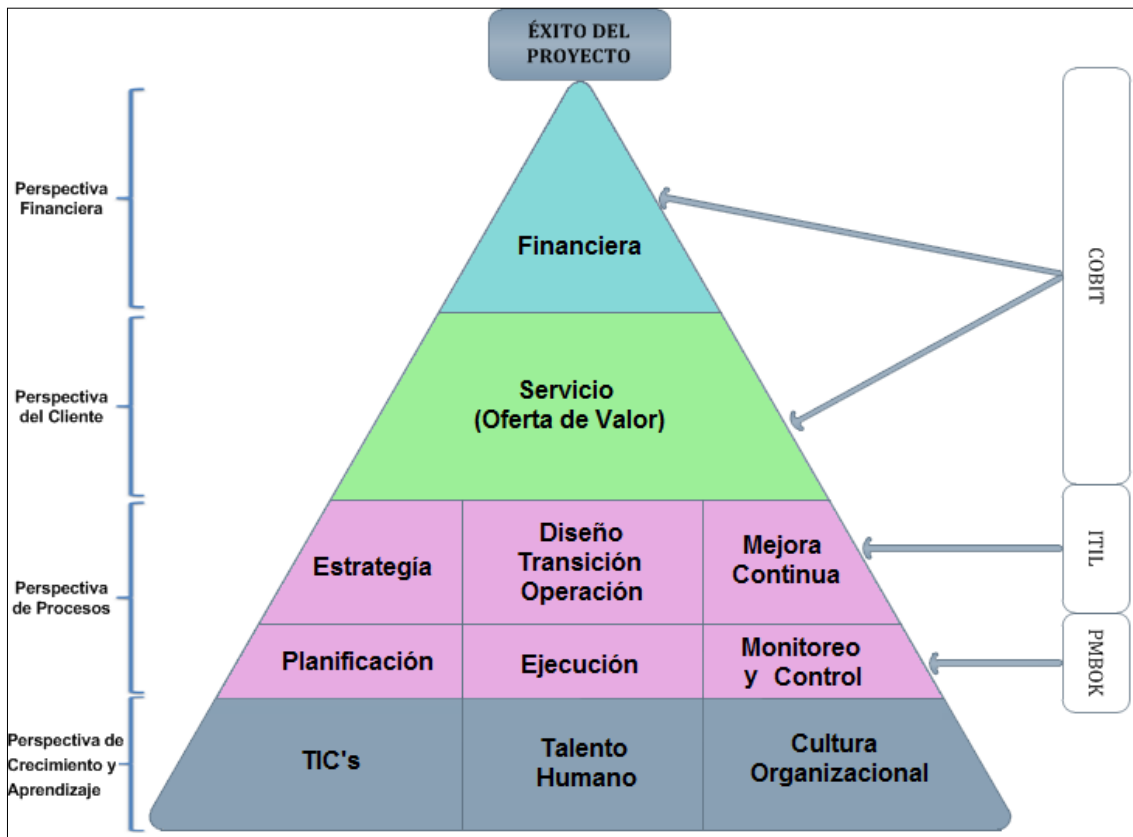 ÉXITO DEL
PROYECTO
Perspectiva
Financiera
Financiera
COBIT
Perspectiva
del Cliente
Servicio
(Oferta de Valor)
Perspectiva
de Procesos
Estrategía
Diseño
Transición
Operación
Mejora
Continua
ITIL
Planificación
Ejecución
Monitoreo
y Control
PMBOK
Perspectiva de
Crecimiento y
Aprendizaje
TIC's
Talento
Humano
Cultura
Organizacional